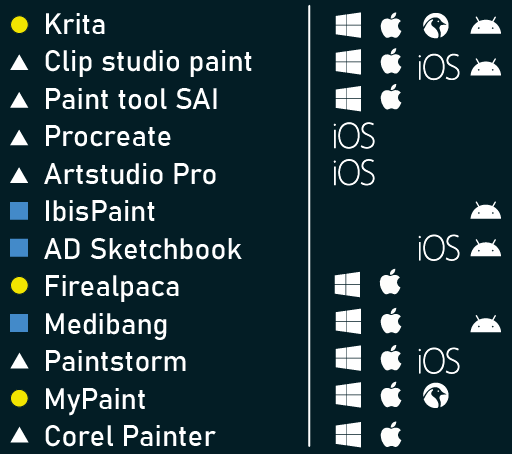 Krita
Clip studio paint iOS
Paint tool SAI
Procreate iOS
Artstudio Pro iOS
IbisPaint
AD Sketchbook iOS
Firealpaca
Medibang
Paintstorm iOS
MyPaint
Corel Painter